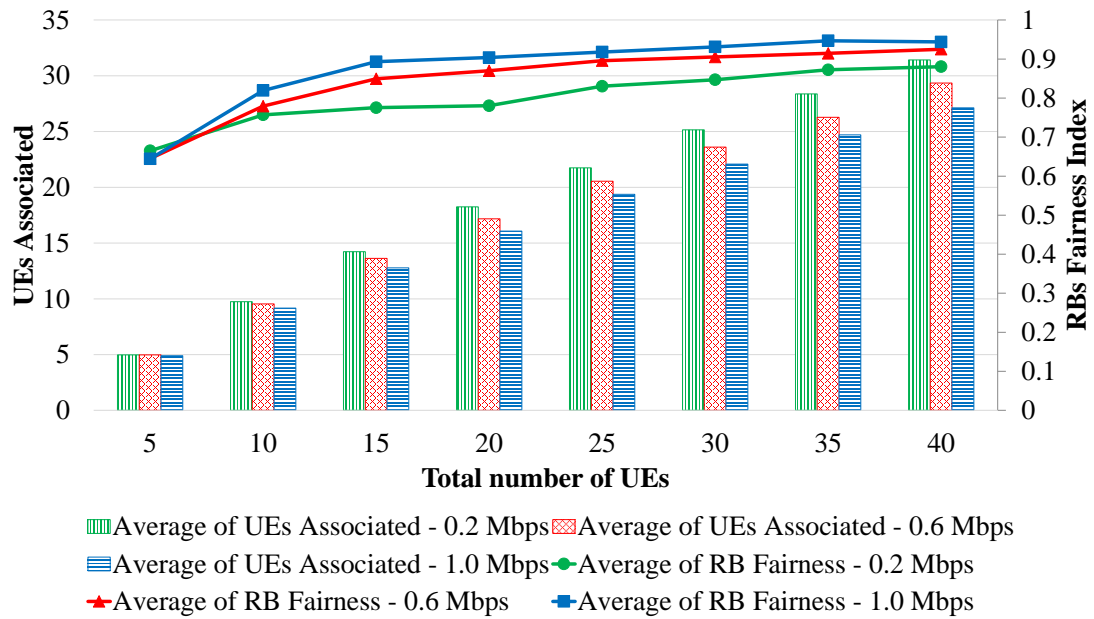 35
30
25
20
15
10
5
0
UEs Associated
1
0.9
0.8
0.7
0.6
0.5
0.4
0.3
0.2
0.1
0
RBs Fairness Index
5 10 15 20 25 30 35 40
Total number of UEs
Average of UEs Associated - 0.2 Mbps Average of UEs Associated - 0.6 Mbps
Average of UEs Associated - 1.0 Mbps Average of RB Fairness - 0.2 Mbps
Average of RB Fairness - 0.6 Mbps Average of RB Fairness - 1.0 Mbps